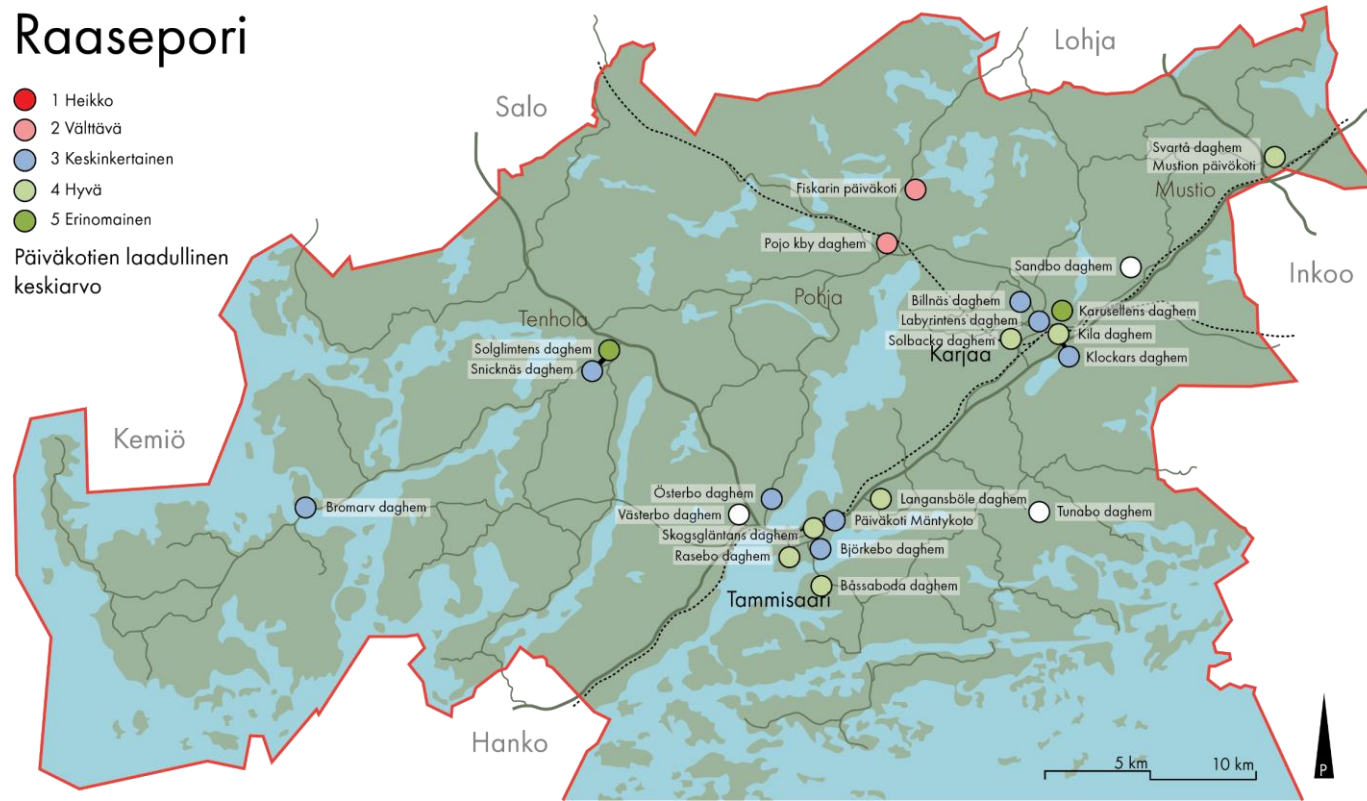 Raasepori
1 Heikko
2 Välttävä
3 Keskinkertainen
4 Hyvä
5 Erinomainen
Päiväkotien laadullinen
keskiarvo
Lohja
Salo
Svartå daghem
Mustion päivökoti
Mustio
Fiskarin päiväkoti
Pojo kby daghem
Sandbo daghem
Inkoo
Pohja
Billnäs daghem
Karusellens daghem
Labyrintens daghem
Kila daghem
Solbacka daghem
Karjaa
Klockars daghem
Tenhola
Solglimtens daghem
Snicknäs daghem
Kemiö
Bromarv daghem
Österbo daghem
Västerbo daghem
Langansböle daghem
Tunabo daghem
Päiväkoti Mäntykoto
Skogsgläntans daghem
Björkebo daghem
Rasebo daghem
Båssaboda daghem
Tammisaari
Hanko
5 km
10 km
P